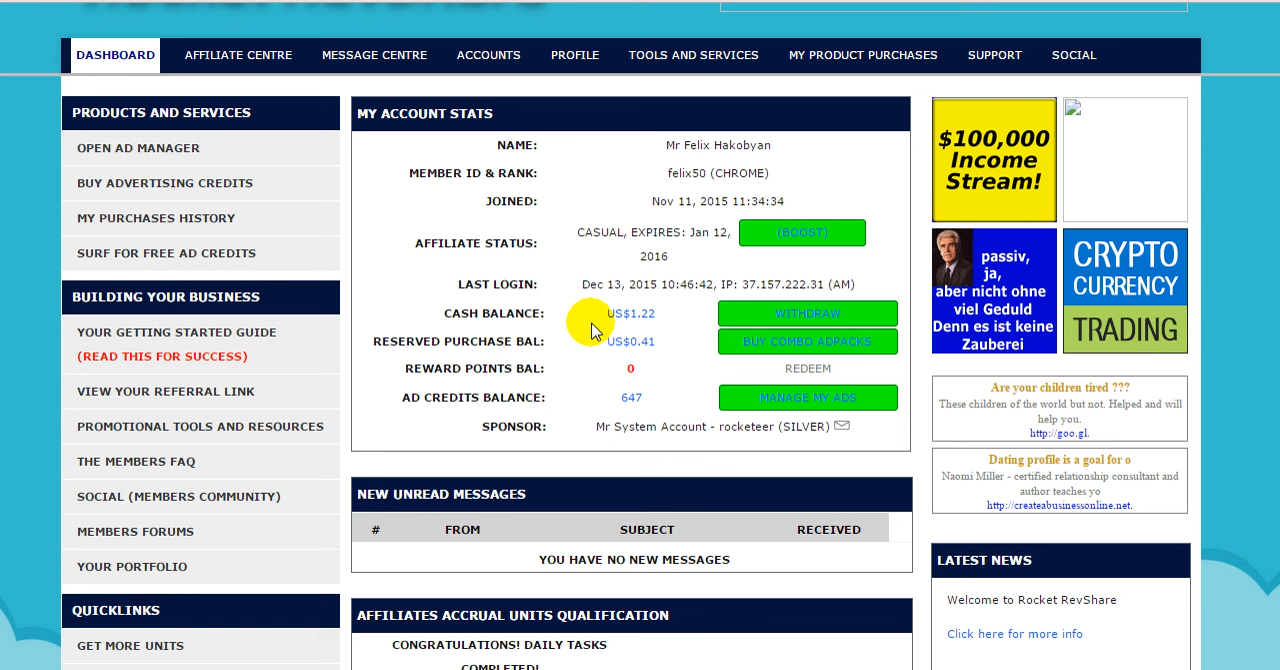 DASHBOARD AFFILIATE CENTRE MESSAGE CENTRE ACCOUNTS PROFILE TOOLS AND SERVICES MY PRODUCT PURCHASES SUPPORT SOCIAL
PRODUCTS AND SERVICES
OPEN AD MANAGER
BUY ADVERTISING CREDITS
MY PURCHASES HISTORY
SURF FOR FREE AD CREDITS
BUILDING YOUR BUSINESS
YOUR GETTING STARTED GUIDE
(READ THIS FOR SUCCESS)
VIEW YOUR REFERRAL LINK
PROMOTIONAL TOOLS AND RESOURCES
THE MEMBERS FAQ
SOCIAL (MEMBERS COMMUNITY)
MEMBERS FORUMS
YOUR PORTFOLIO
QUICKLINKS
GET MORE UNITS
MY ACCOUNT STATS
NAME: Mr Felix Hakobyan
MEMBER ID & RANK: felix50 (CHROME)
JOINED: Nov 11, 2015 11:34:34
AFFILIATE STATUS: CASUAL, EXPIRES: Jan 12, (BOOST)
2016
LAST LOGIN: Dec 13, 2015 10:46:42, IP: 37.157.222.31 (AM)
CASH BALANCE: US$1.22 WITHDRAW
RESERVED PURCHASE BAL: US$0.41 BUY COMBO ADPACKS
REWARD POINTS BAL: 0 REDEEM
AD CREDITS BALANCE: 647 MANAGE MY ADS
SPONSOR: Mr System Account - rocketeer (SILVER)
NEW UNREAD MESSAGES
# FROM SUBJECT RECEIVED
YOU HAVE NO NEW MESSAGES
AFFILIATES ACCRUAL UNITS QUALIFICATION
CONGRATULATIONS! DAILY TASKS
COMPLETED!
$100,000
Income
Stream!
passiv,
ja,
aber nicht ohne
viel Geduld
Denn es ist keine
Zauberei
CRYPTO
CURRENCY
TRADING
Are your children tired ???
These children of the world but not. Helped and will
help you.
http://goo.gl.
Dating profile is a goal for o
Naomi Miller - certified relationship consultant and
author teaches yo
http://createabusinessonline.net.
LATEST NEWS
Welcome to Rocket RevShare
Click here for more info